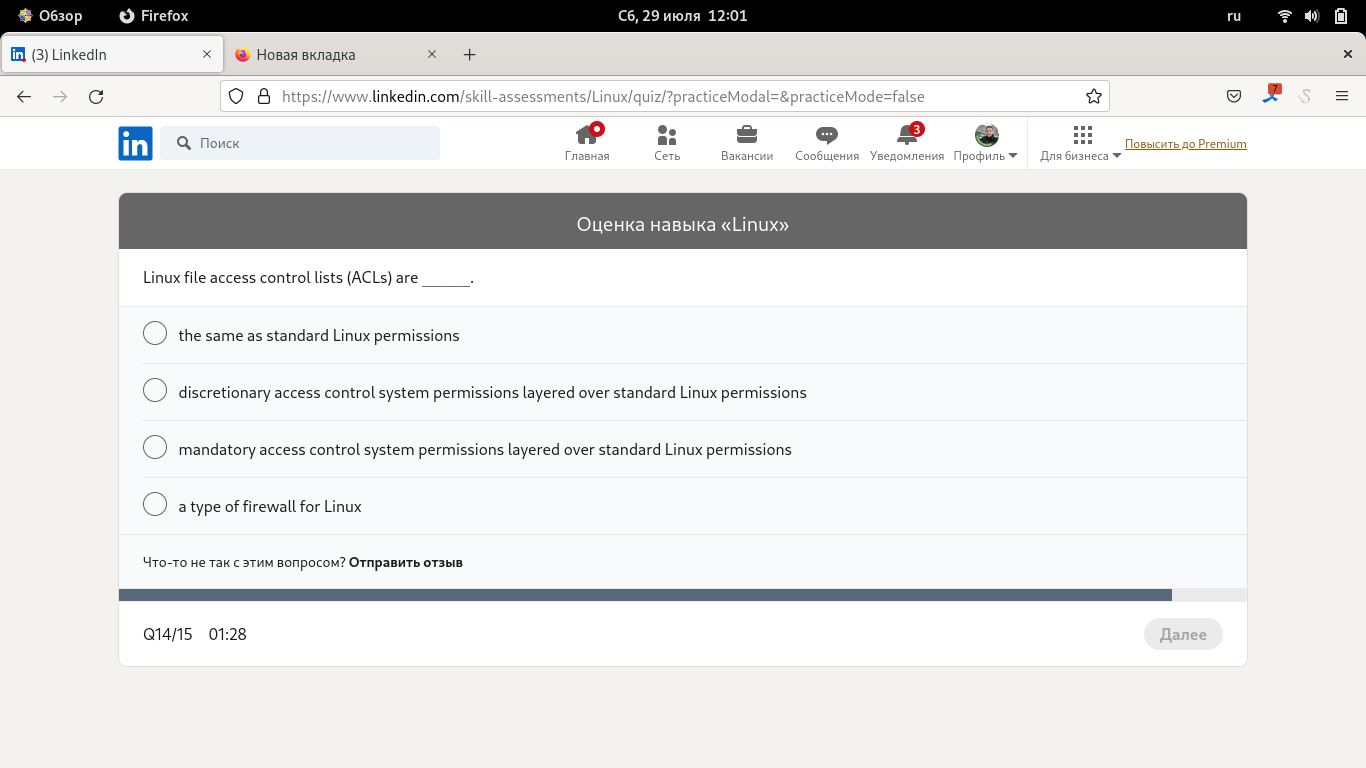 Обзор Firefox Сб, 29 июля 12:01 ru
(3) LinkedIn × Новая вкладка × + ×
https://www.linkedin.com/skill-assessments/Linux/quiz/?practiceModal=&practiceMode=false 7
in Поиск Главная Сеть Вакансии Сообщения 3 Уведомления Профиль Для бизнеса Повысить до Premium
Оценка навыка «Linux»
Linux file access control lists (ACLs) are ______.
the same as standard Linux permissions
discretionary access control system permissions layered over standard Linux permissions
mandatory access control system permissions layered over standard Linux permissions
a type of firewall for Linux
Что-то не так с этим вопросом? Отправить отзыв
Q14/15 01:28 Далее